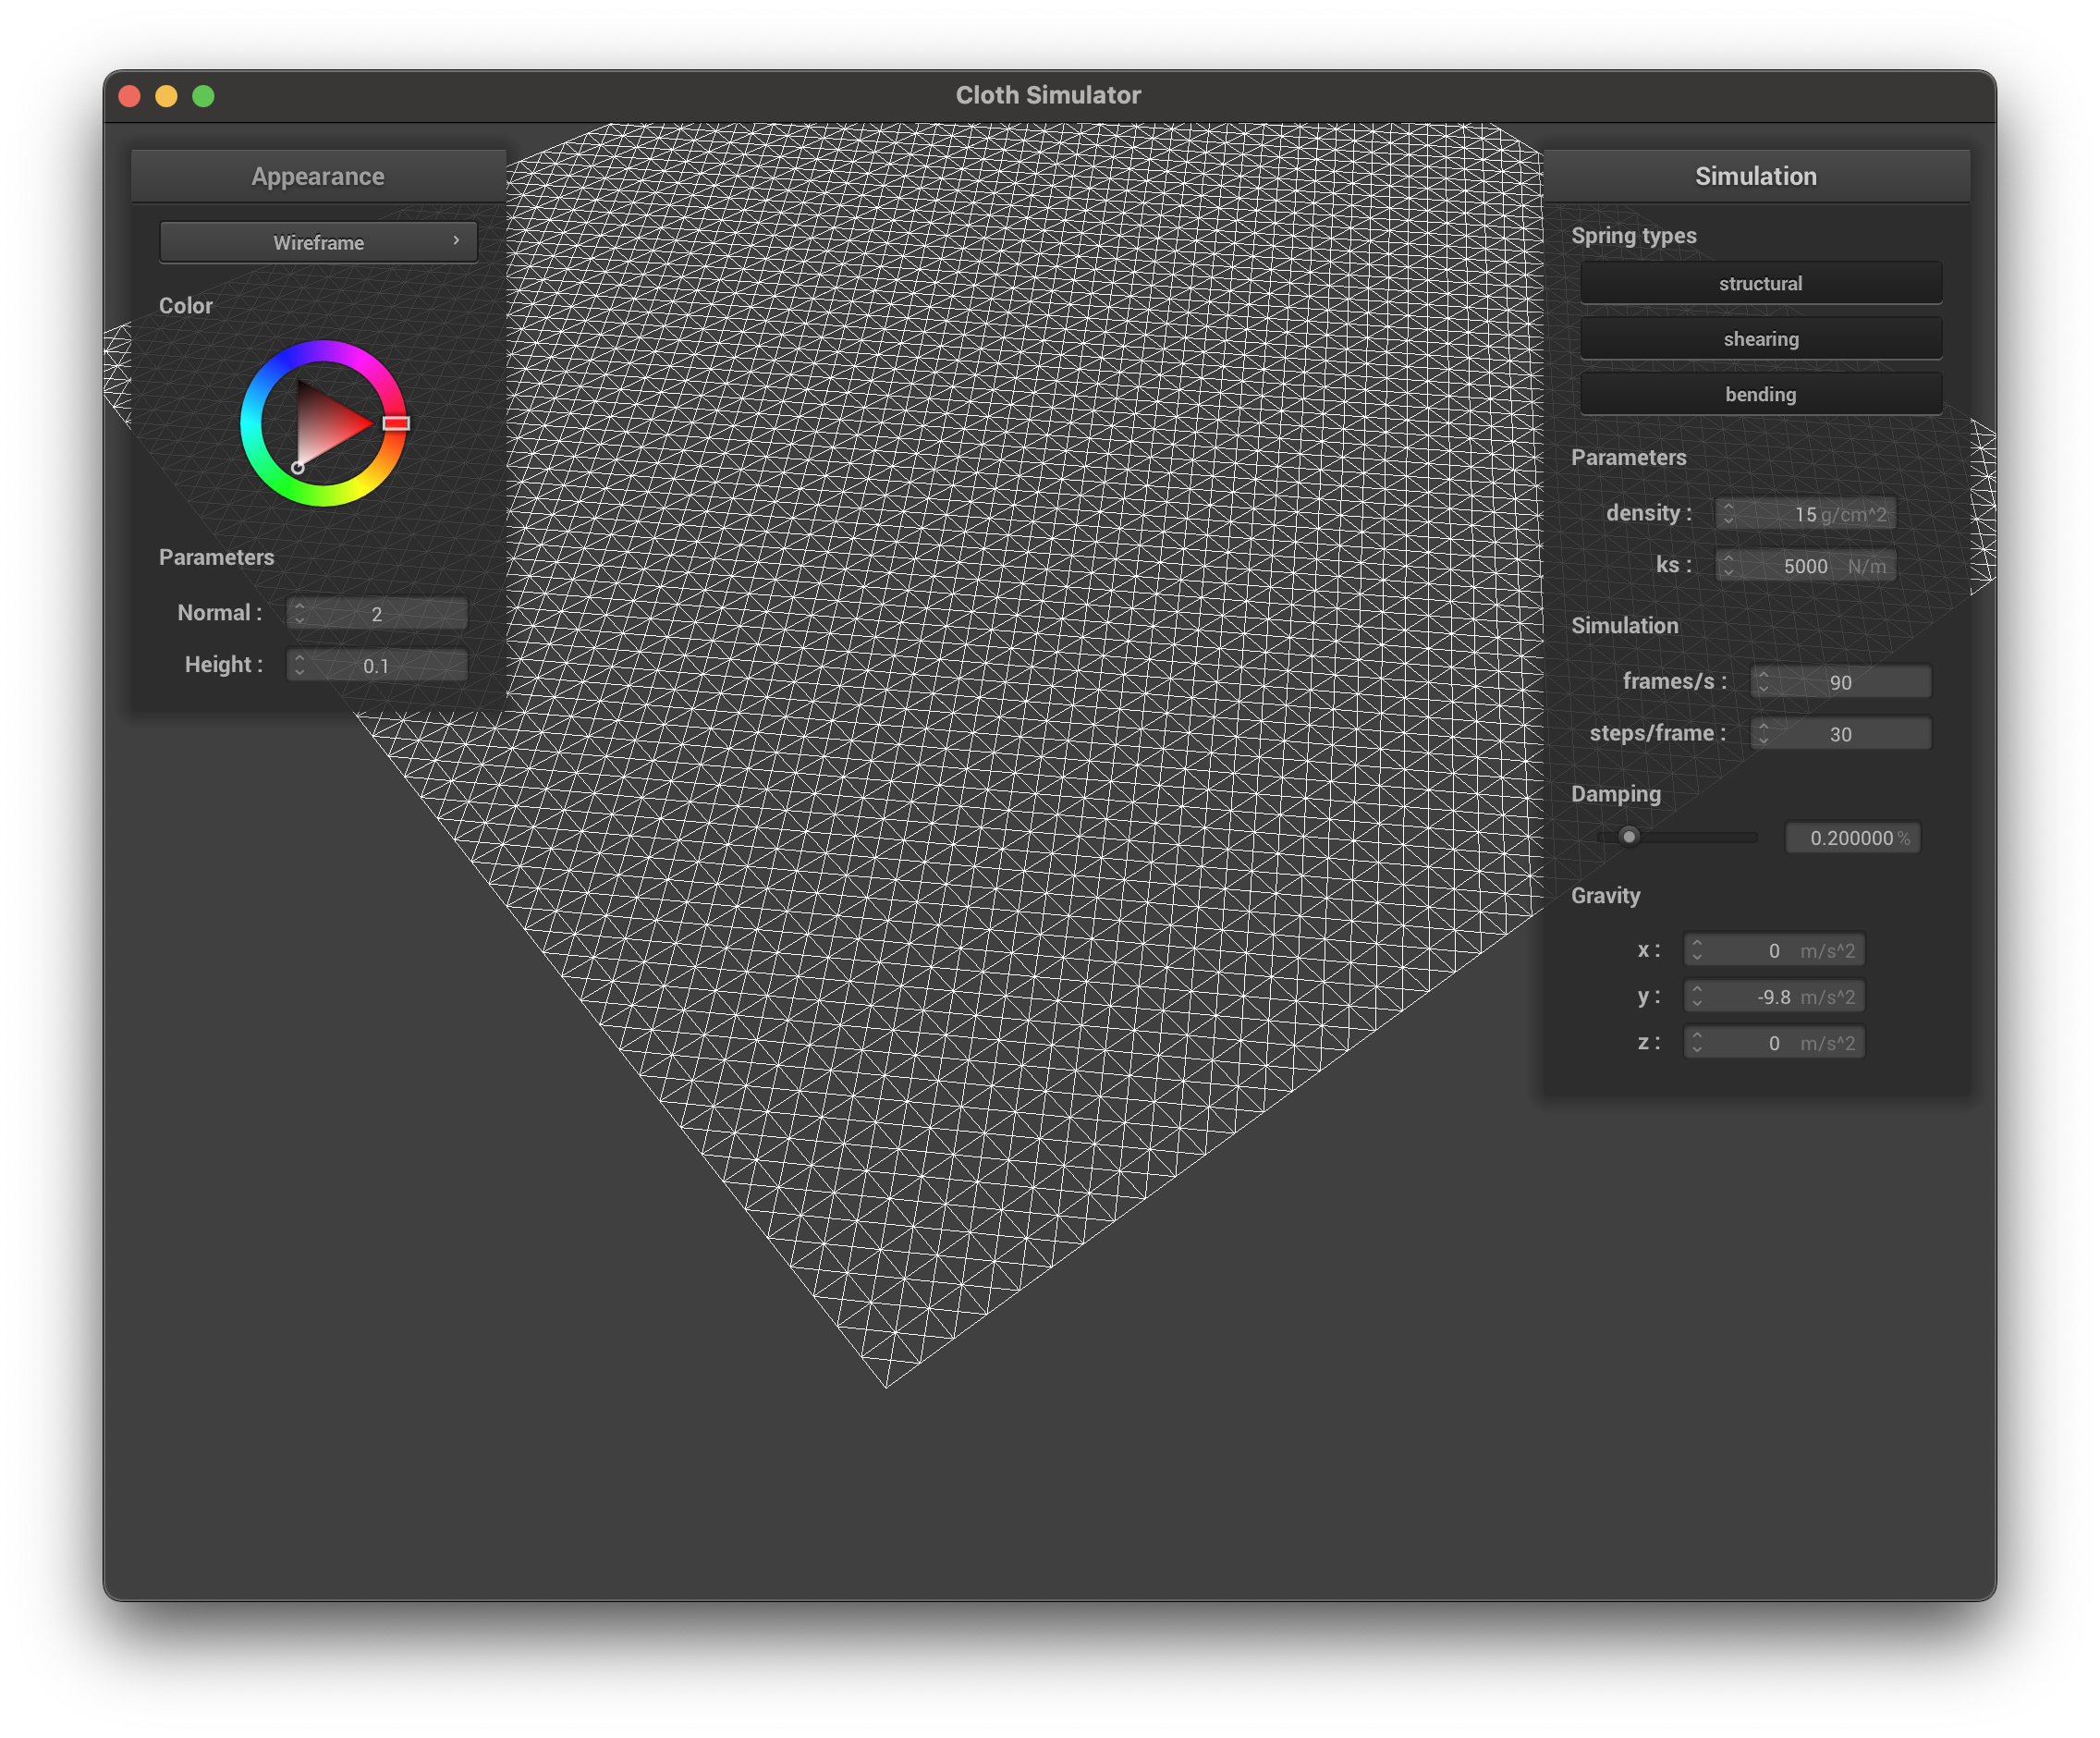 Cloth Simulator
Appearance
Wireframe
Color
Parameters
Normal : 2
Height : 0.1
Simulation
Spring types
structural
shearing
bending
Parameters
density : 15 g/cm^2
ks : 5000 N/m
Simulation
frames/s : 90
steps/frame : 30
Damping
0.200000 %
Gravity
x : 0 m/s^2
y : -9.8 m/s^2
z : 0 m/s^2